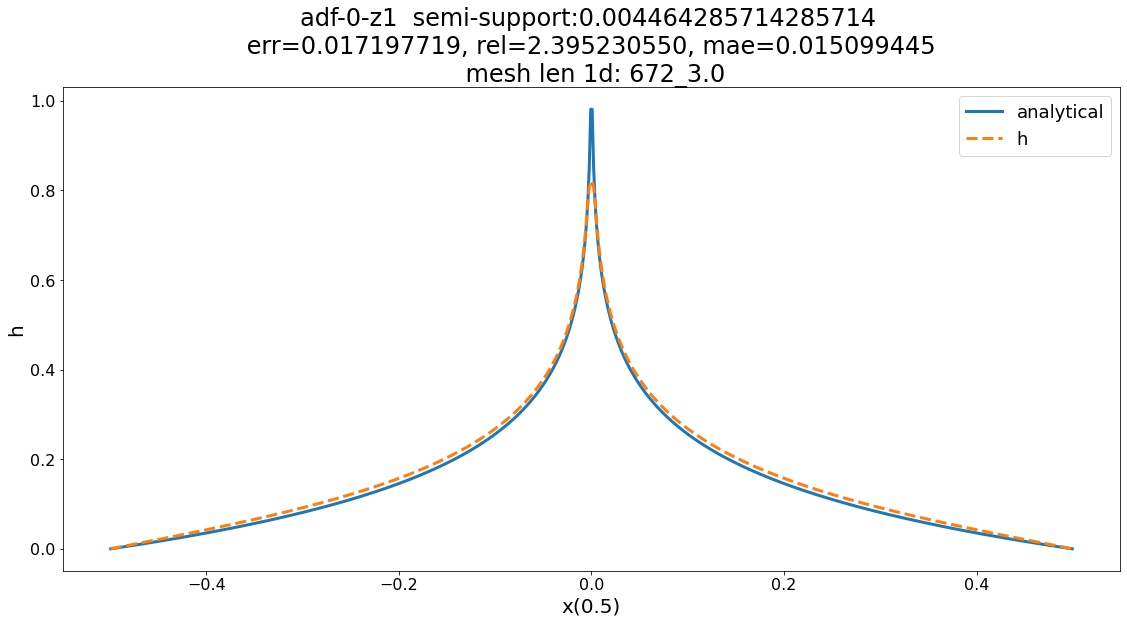 adf-0-z1  semi-support:0.004464285714285714
err=0.017197719, rel=2.395230550, mae=0.015099445
mesh len 1d: 672_3.0
analytical
h
1.0
0.8
0.6
0.4
0.2
0.0
h
−0.4
−0.2
0.0
0.2
0.4
x(0.5)